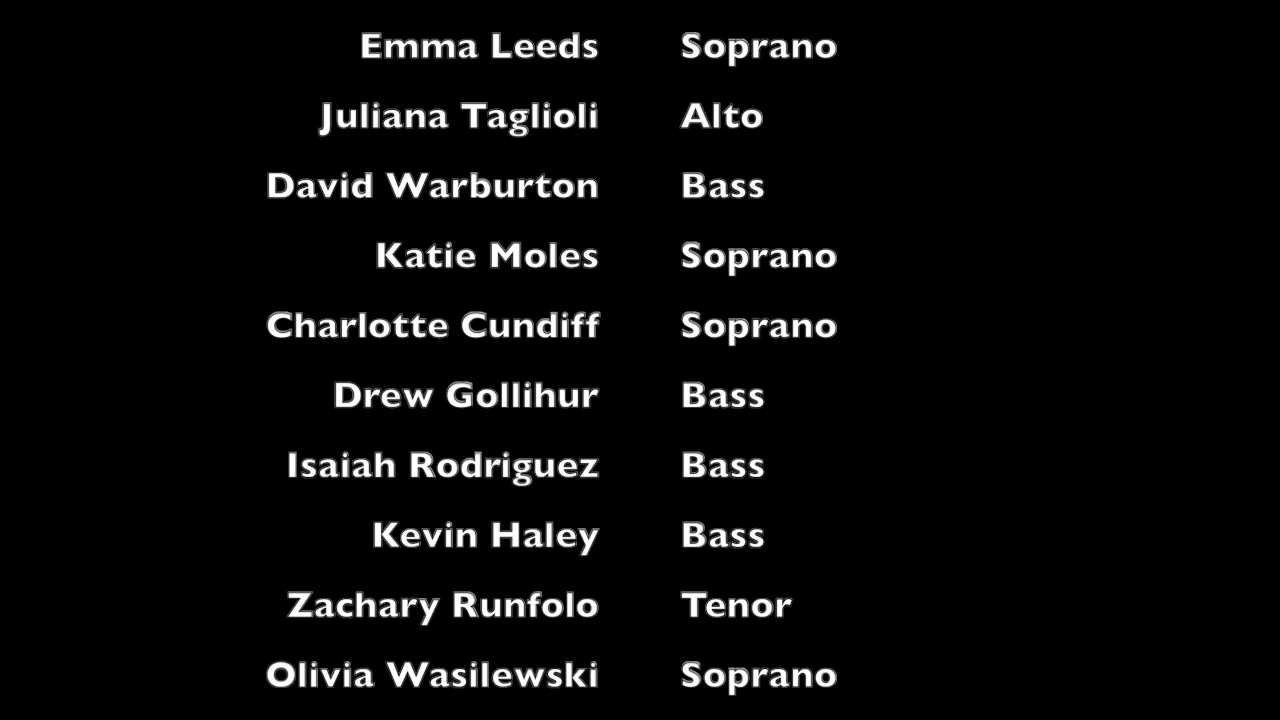 Emma Leeds Soprano
Juliana Taglioli Alto
David Warburton Bass
Katie Moles Soprano
Charlotte Cundiff Soprano
Drew Gollihur Bass
Isaiah Rodriguez Bass
Kevin Haley Bass
Zachary Runfolo Tenor
Olivia Wasilewski Soprano